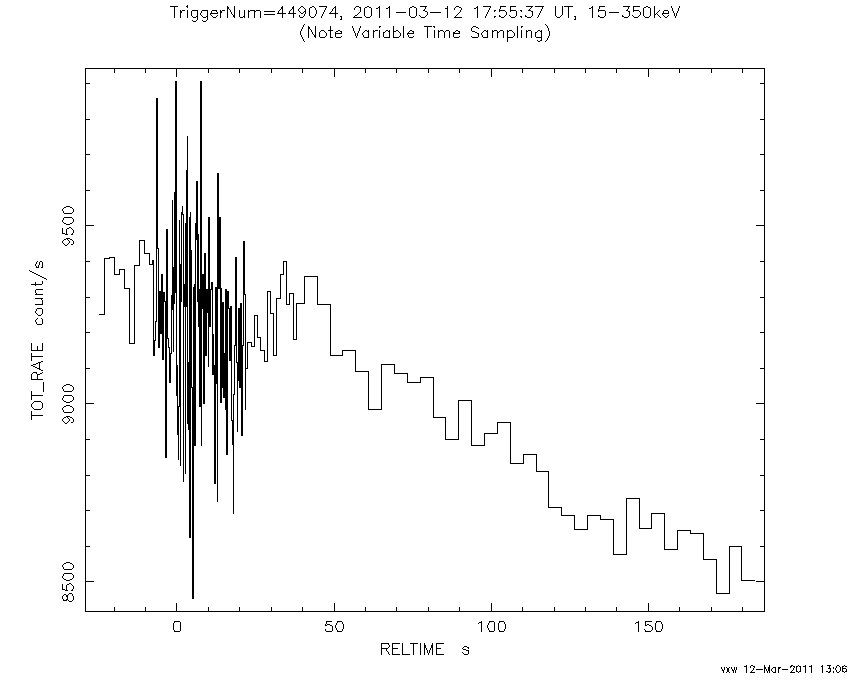 TriggerNum=449074, 2011-03-12 17:55:37 UT, 15-350keV
(Note Variable Time Sampling)
TOT_RATE count/s
9500
9000
8500
0 50 100 150
RELTIME s
vxw 12-Mar-2011 13:06